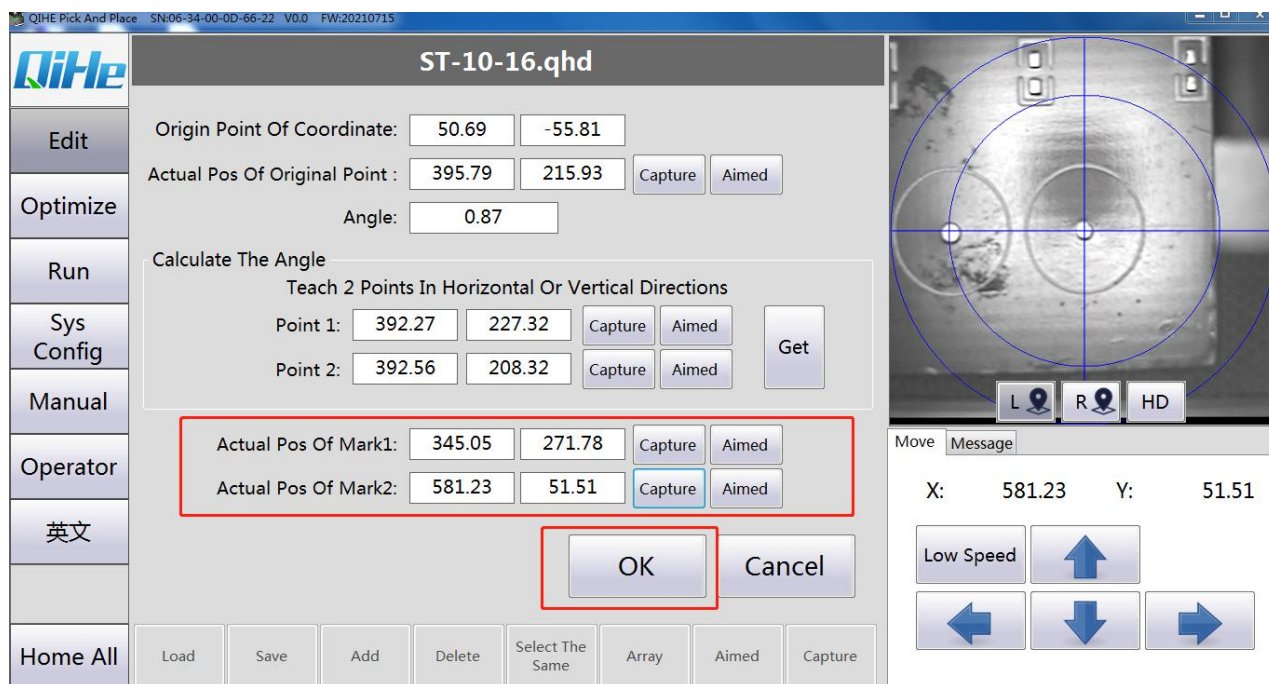 QIHE Pick And Place SN:06-34-00-0D-66-22 V0.0 FW:20210715
QiHe
ST-10-16.qhd
Edit
Optimize
Run
Sys
Config
Manual
Operator
英文
Home All
Origin Point Of Coordinate: 50.69 -55.81
Actual Pos Of Original Point : 395.79 215.93 Capture Aimed
Angle: 0.87
Calculate The Angle
Teach 2 Points In Horizontal Or Vertical Directions
Point 1: 392.27 227.32 Capture Aimed
Point 2: 392.56 208.32 Capture Aimed
Get
Actual Pos Of Mark1: 345.05 271.78 Capture Aimed
Actual Pos Of Mark2: 581.23 51.51 Capture Aimed
OK Cancel
Load Save Add Delete Select The Same Array Aimed Capture
L R HD
Move Message
X: 581.23 Y: 51.51
Low Speed